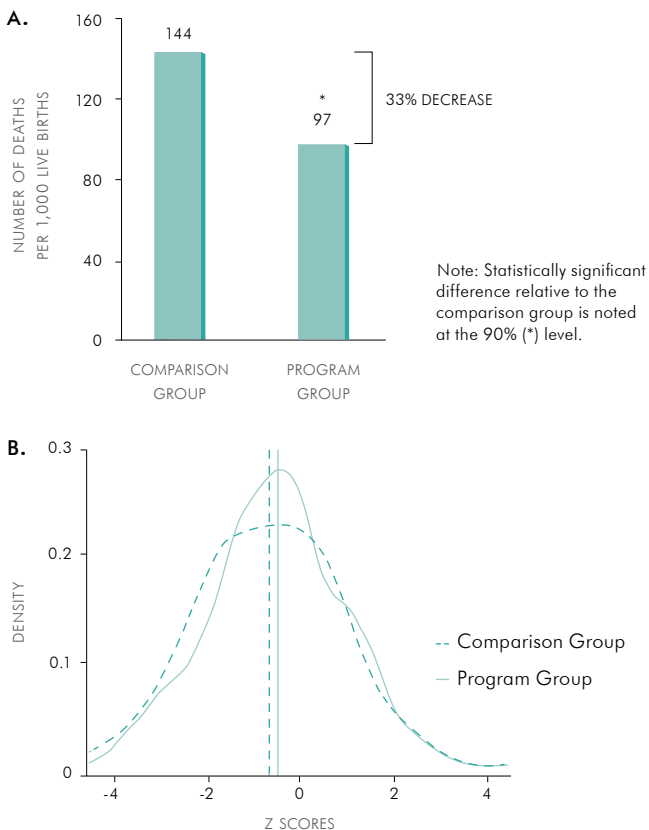 A.
160
120
80
40
0
NUMBER OF DEATHS
PER 1,000 LIVE BIRTHS
144
*
97
33% DECREASE
COMPARISON
GROUP
PROGRAM
GROUP
Note: Statistically significant
difference relative to the
comparison group is noted
at the 90% (*) level.
B.
0.3
0.2
0.1
0
DENSITY
-4
-2
0
2
4
Z SCORES
Comparison Group
Program Group